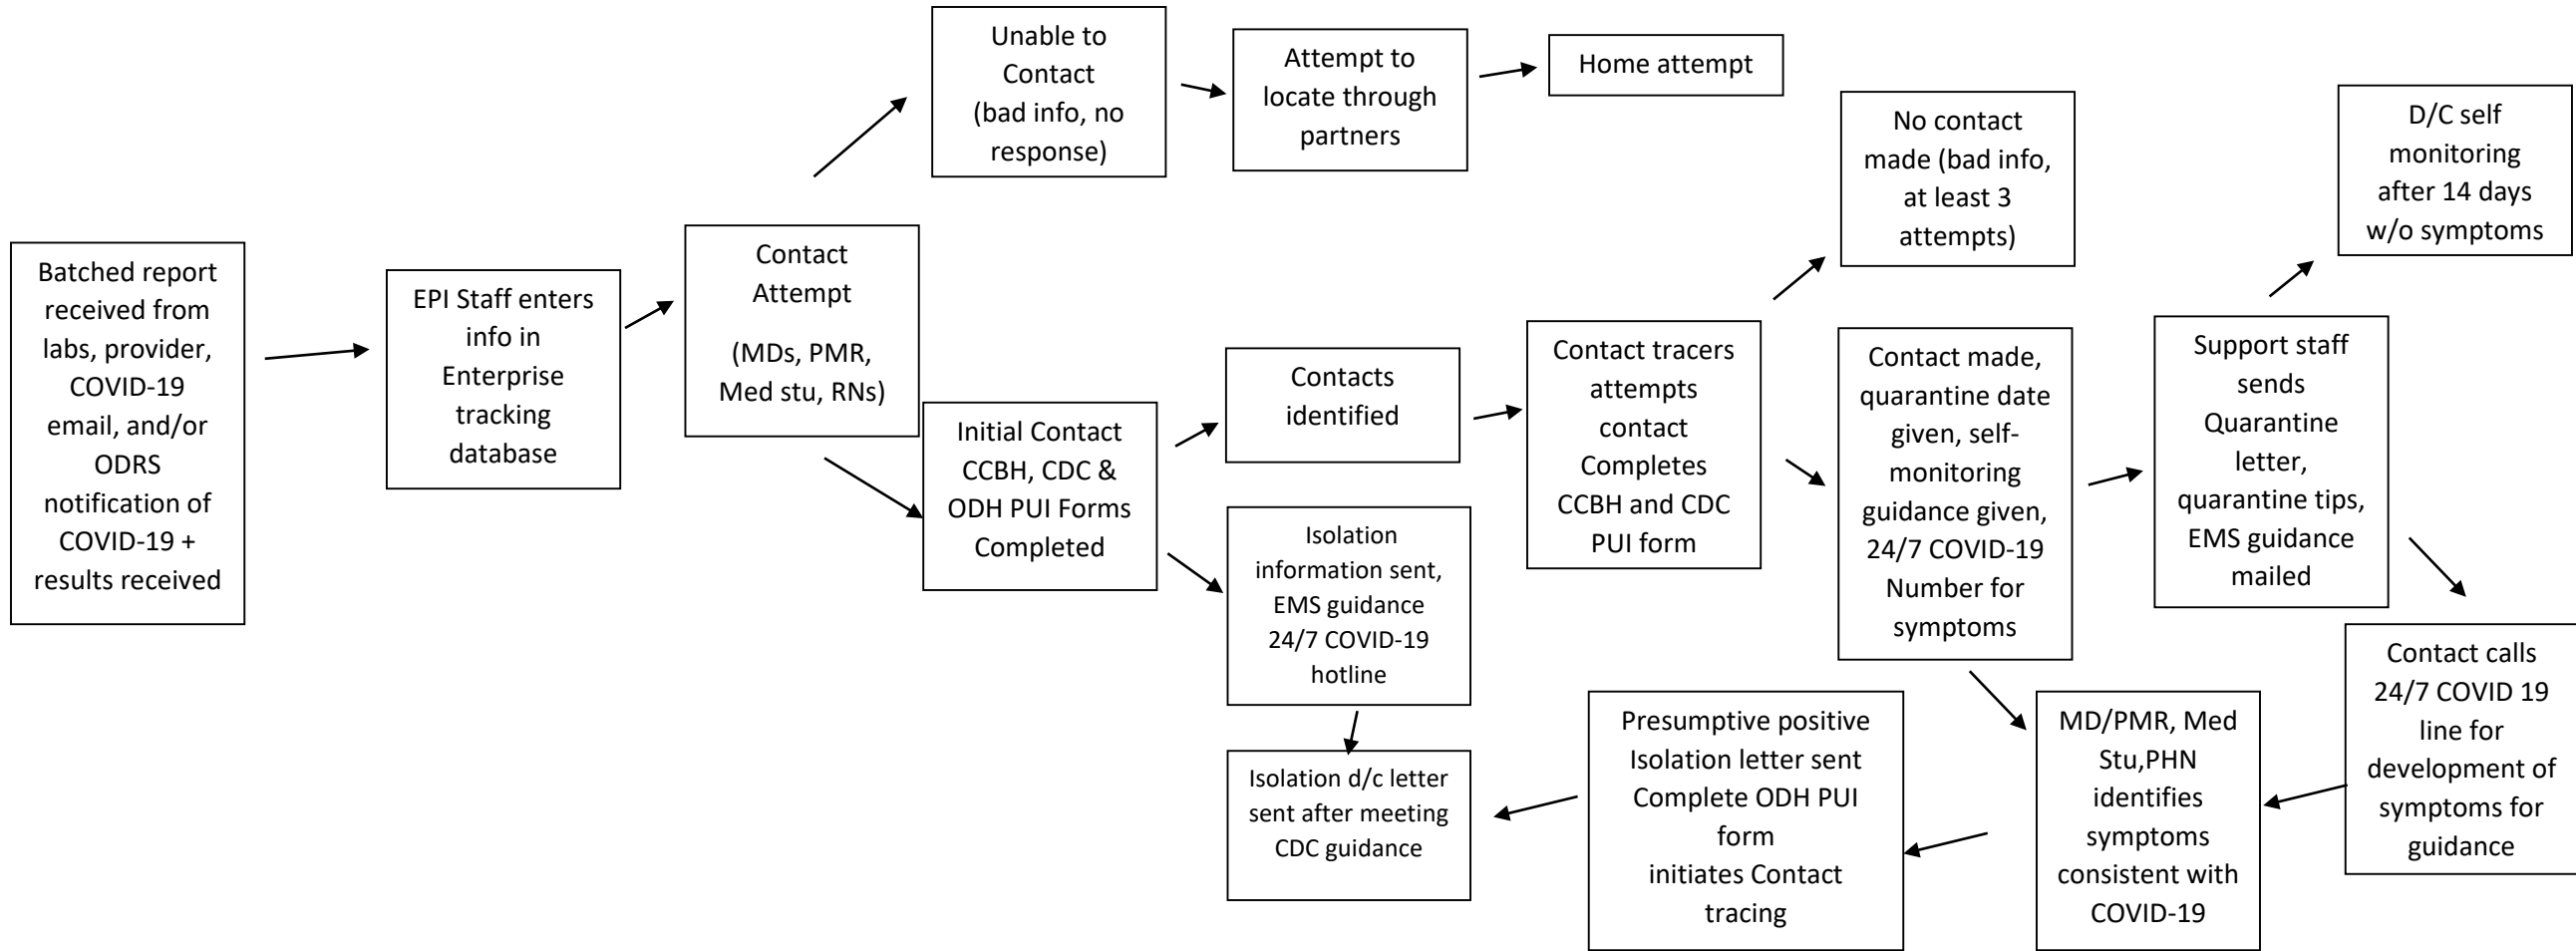 Batched report
received from
labs, provider,
COVID-19
email, and/or
ODRS
notification of
COVID-19 +
results received
EPI Staff enters
info in
Enterprise
tracking
database
Contact
Attempt
(MDs, PMR,
Med stu, RNs)
Unable to
Contact
(bad info, no
response)
Attempt to
locate through
partners
Home attempt
Initial Contact
CCBH, CDC &
ODH PUI Forms
Completed
Contacts
identified
Isolation
information sent,
EMS guidance
24/7 COVID-19
hotline
Isolation d/c letter
sent after meeting
CDC guidance
Contact tracers
attempts
contact
Completes
CCBH and CDC
PUI form
No contact
made (bad info,
at least 3
attempts)
Contact made,
quarantine date
given, self-
monitoring
guidance given,
24/7 COVID-19
Number for
symptoms
Support staff
sends
Quarantine
letter,
quarantine tips,
EMS guidance
mailed
D/C self
monitoring
after 14 days
w/o symptoms
Contact calls
24/7 COVID 19
line for
development of
symptoms for
guidance
MD/PMR, Med
Stu,PHN
identifies
symptoms
consistent with
COVID-19
Presumptive positive
Isolation letter sent
Complete ODH PUI
form
initiates Contact
tracing